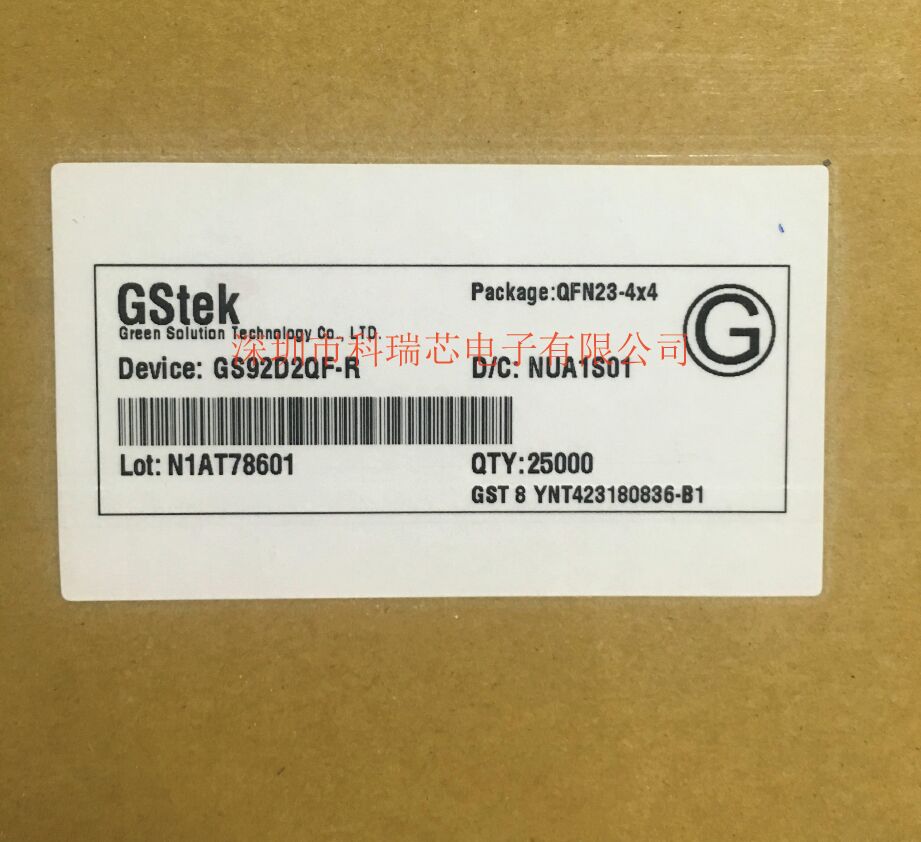 GStek
Package:QFN23-4x4
G
Green Solution Technology Co., LTD.
深圳市科瑞芯电子有限公司
Device: GS92D2QF-R
D/C: NUA1S01
Lot: N1AT78601
QTY:25000
GST 8 YNT423180836-B1